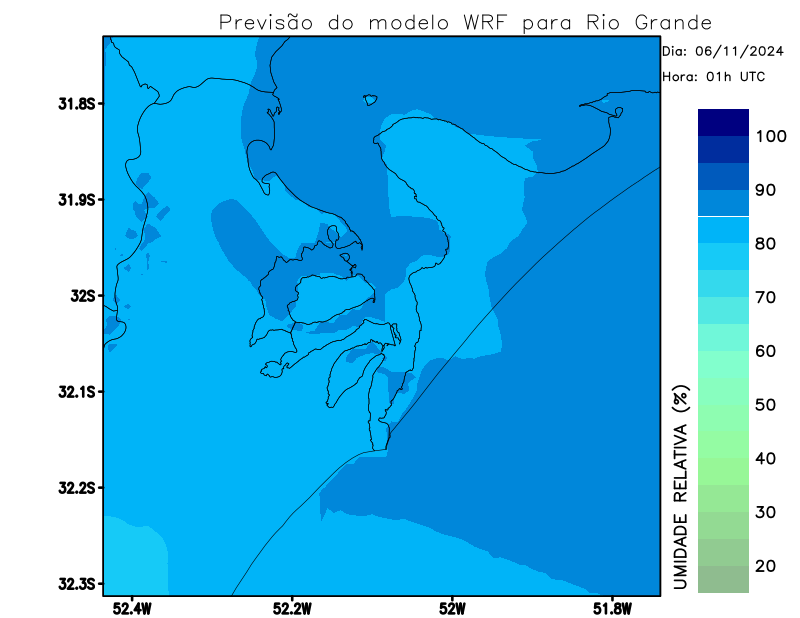 Previsão do modelo WRF para Rio Grande
Dia: 06/11/2024
Hora: 01h UTC
31.8S
31.9S
32S
32.1S
32.2S
32.3S
52.4W
52.2W
52W
51.8W
100
90
80
70
60
50
40
30
20
UMIDADE RELATIVA (%)